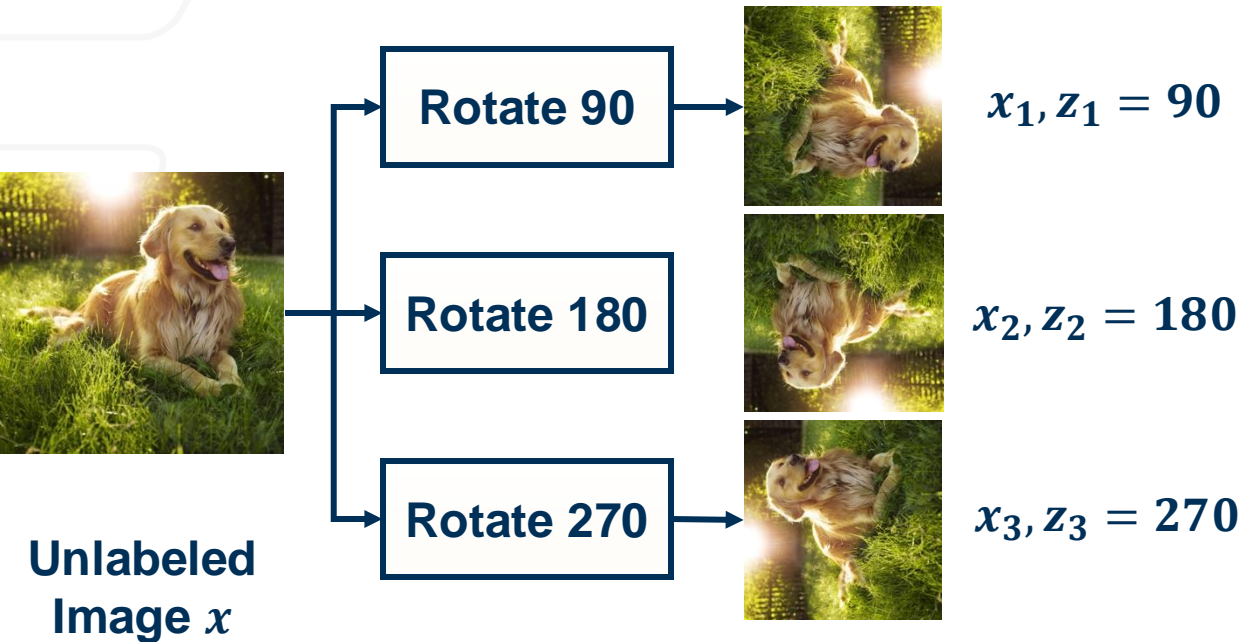 Rotate 90
x₁, z₁ = 90
Rotate 180
x₂, z₂ = 180
Rotate 270
x₃, z₃ = 270
Unlabeled
Image x